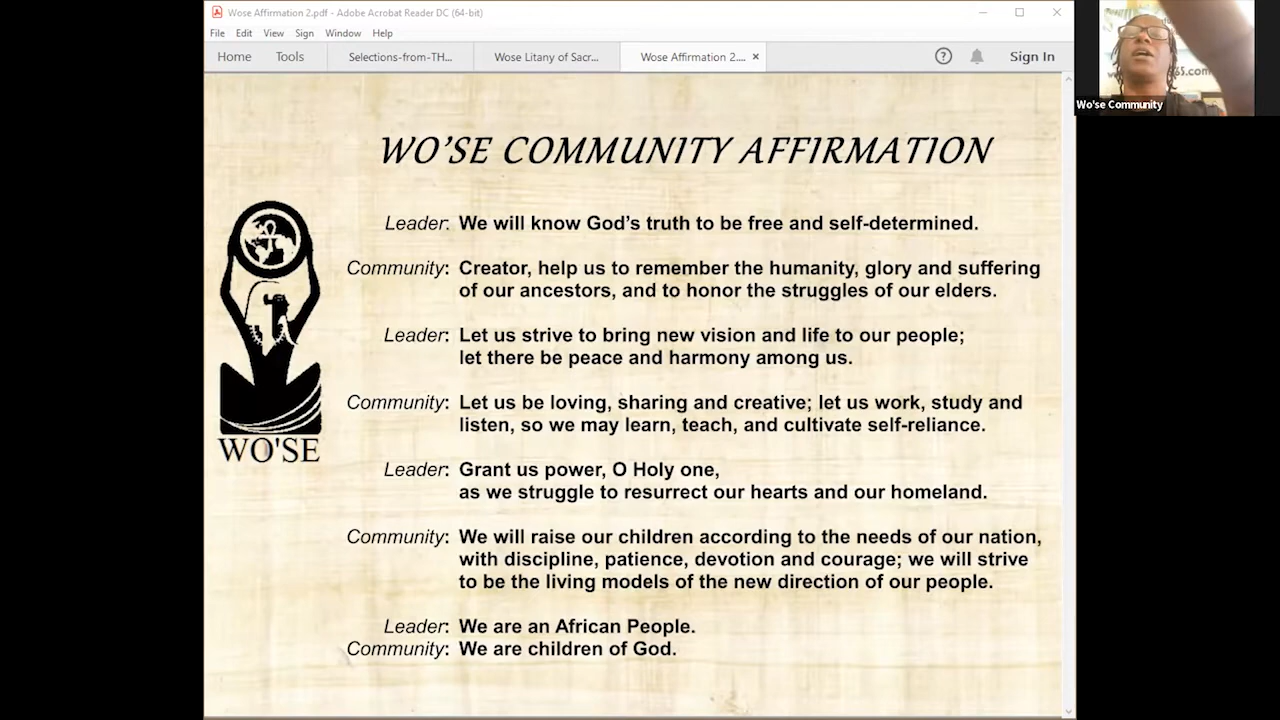 Wose Affirmation 2.pdf - Adobe Acrobat Reader DC (64-bit)
File Edit View Sign Window Help
Home Tools Selections-from-TH... Wose Litany of Sacr... Wose Affirmation 2.... × Sign In
65.com
Wo'se Community
WO'SE COMMUNITY AFFIRMATION
Leader: We will know God's truth to be free and self-determined.
Community: Creator, help us to remember the humanity, glory and suffering
of our ancestors, and to honor the struggles of our elders.
Leader: Let us strive to bring new vision and life to our people;
let there be peace and harmony among us.
Community: Let us be loving, sharing and creative; let us work, study and
listen, so we may learn, teach, and cultivate self-reliance.
Leader: Grant us power, O Holy one,
as we struggle to resurrect our hearts and our homeland.
Community: We will raise our children according to the needs of our nation,
with discipline, patience, devotion and courage; we will strive
to be the living models of the new direction of our people.
Leader: We are an African People.
Community: We are children of God.
WO'SE